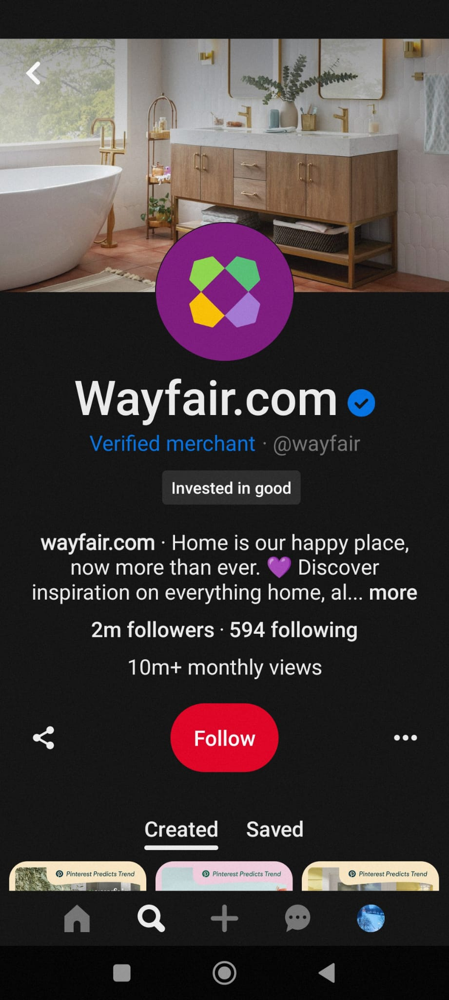 Wayfair.com
Verified merchant · @wayfair
Invested in good
wayfair.com · Home is our happy place,
now more than ever. 💜 Discover
inspiration on everything home, al... more
2m followers · 594 following
10m+ monthly views
Follow
Created Saved
Pinterest Predicts Trend Pinterest Predicts Trend Pinterest Predicts Trend